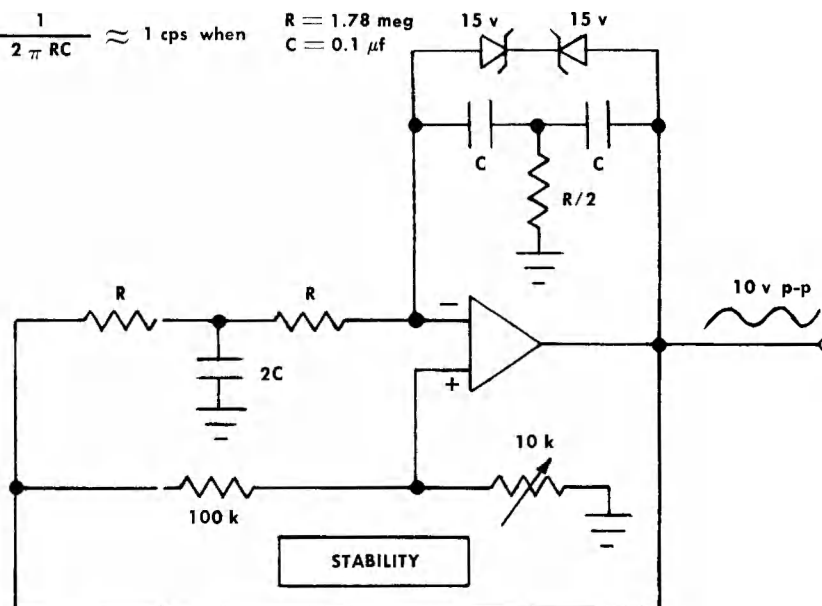 1
2 π RC
≈ 1 cps when
R = 1.78 meg
C = 0.1 μf
15 v
15 v
C
C
R/2
R
R
2C
−
+
10 v p-p
10 k
100 k
STABILITY